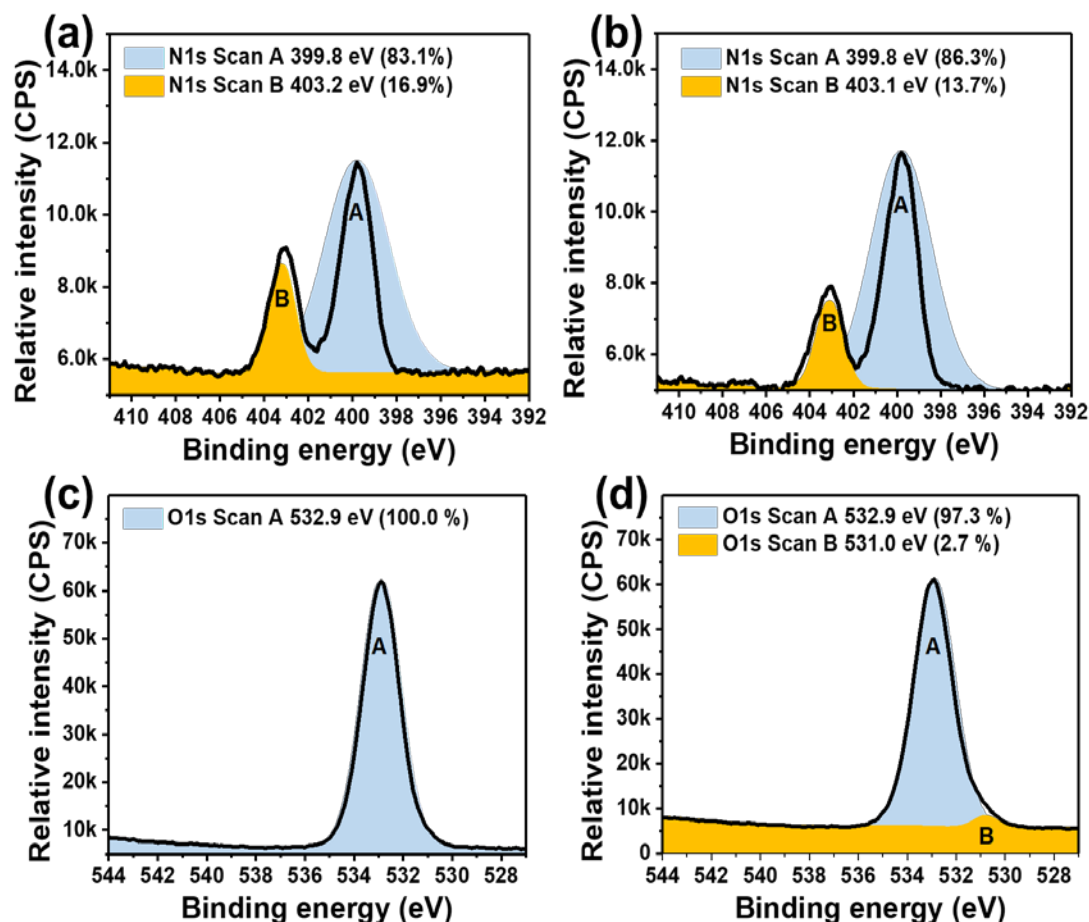 (a)
N1s Scan A 399.8 eV (83.1%)
N1s Scan B 403.2 eV (16.9%)
Relative intensity (CPS)
14.0k
12.0k
10.0k
8.0k
6.0k
A
B
410 408 406 404 402 400 398 396 394 392
Binding energy (eV)
(b)
N1s Scan A 399.8 eV (86.3%)
N1s Scan B 403.1 eV (13.7%)
Relative intensity (CPS)
14.0k
12.0k
10.0k
8.0k
6.0k
A
B
410 408 406 404 402 400 398 396 394 392
Binding energy (eV)
(c)
O1s Scan A 532.9 eV (100.0 %)
Relative intensity (CPS)
70k
60k
50k
40k
30k
20k
10k
A
544 542 540 538 536 534 532 530 528
Binding energy (eV)
(d)
O1s Scan A 532.9 eV (97.3 %)
O1s Scan B 531.0 eV (2.7 %)
Relative intensity (CPS)
70k
60k
50k
40k
30k
20k
10k
0
A
B
544 542 540 538 536 534 532 530 528
Binding energy (eV)